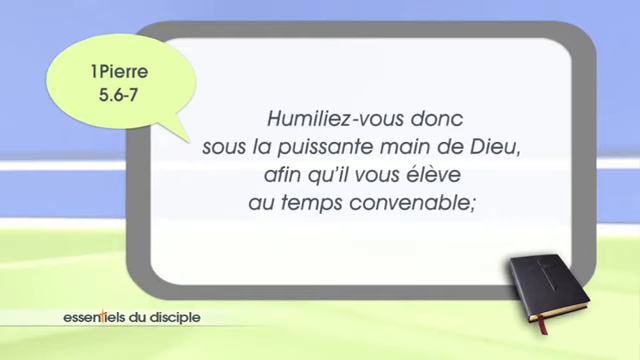 1Pierre
5.6-7
Humiliez-vous donc
sous la puissante main de Dieu,
afin qu'il vous élève
au temps convenable;
essentiels du disciple